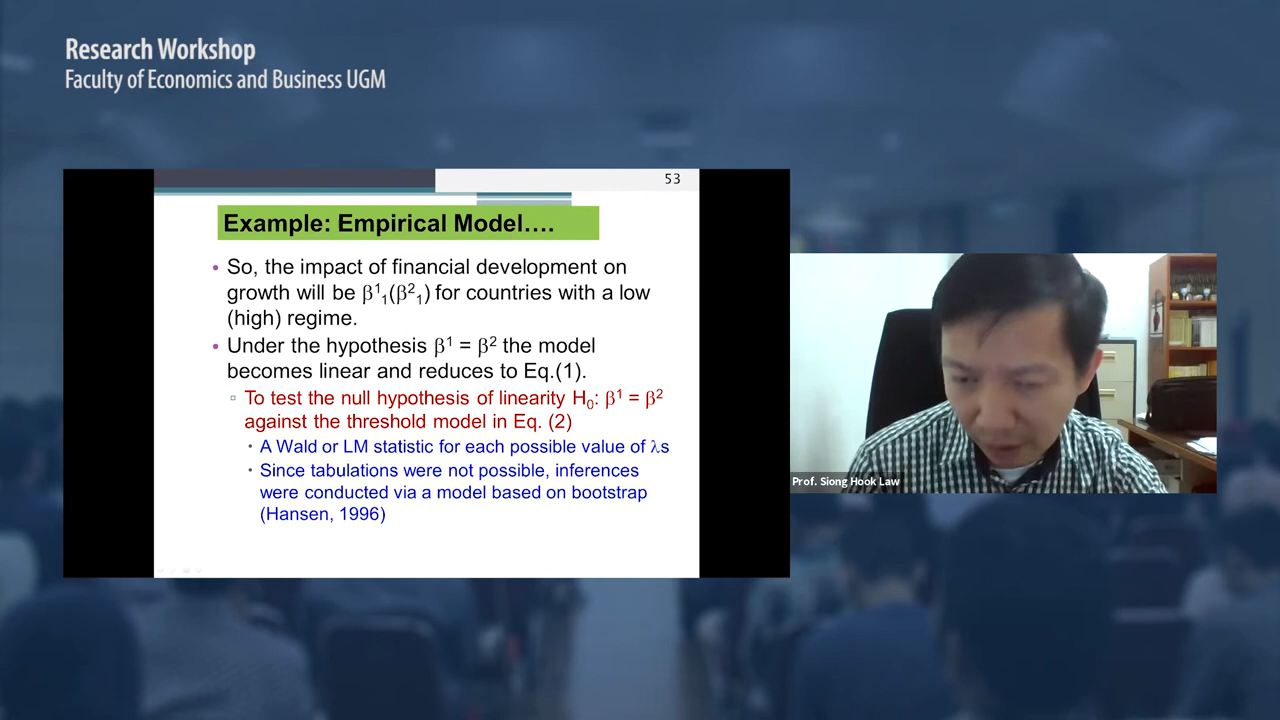 Research Workshop
Faculty of Economics and Business UGM
53
Example: Empirical Model….
• So, the impact of financial development on
growth will be β¹₁(β²₁) for countries with a low
(high) regime.
• Under the hypothesis β¹ = β² the model
becomes linear and reduces to Eq.(1).
▫ To test the null hypothesis of linearity H₀: β¹ = β²
against the threshold model in Eq. (2)
• A Wald or LM statistic for each possible value of λs
• Since tabulations were not possible, inferences
were conducted via a model based on bootstrap
(Hansen, 1996)
Prof. Siong Hook Law